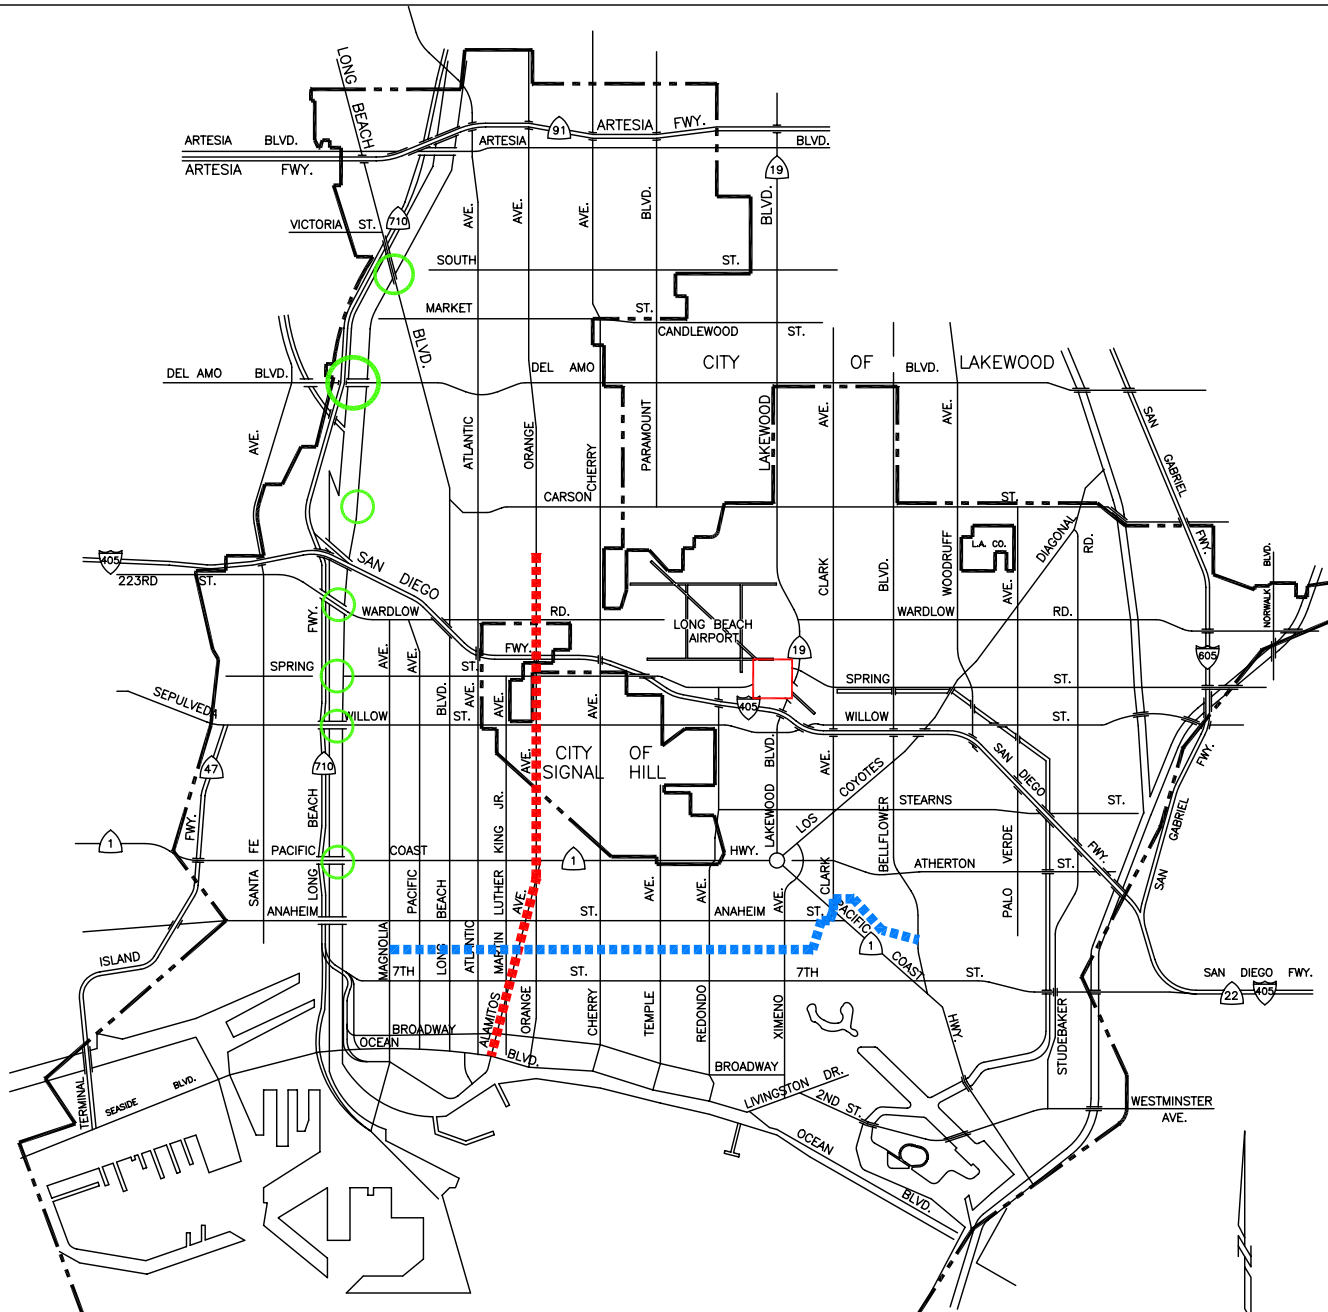 LONG BEACH
ARTESIA BLVD.
ARTESIA FWY.
91
ARTESIA FWY.
ARTESIA
BLVD.
19
BLVD.
AVE.
AVE.
AVE.
BLVD.
VICTORIA ST.
710
SOUTH ST.
MARKET ST.
CANDLEWOOD ST.
BLVD.
CITY OF LAKEWOOD
DEL AMO BLVD.
DEL AMO
BLVD.
AVE.
ATLANTIC
ORANGE
CHERRY
PARAMOUNT
LAKEWOOD
AVE.
AVE.
SAN GABRIEL FWY.
CARSON ST.
405
SAN DIEGO
223RD ST.
FWY.
WARDLOW RD.
LONG BEACH
AIRPORT
CLARK
BLVD.
WOODRUFF
L.A. CO.
AVE.
DIAGONAL
RD.
NORWALK BLVD.
WARDLOW RD.
605
19
SPRING ST.
FWY.
AVE.
AVE.
BLVD.
AVE.
AVE.
AVE.
SPRING ST.
405
SEPULVEDA
WILLOW ST.
WILLOW ST.
47
FWY.
710
CITY OF
SIGNAL HILL
AVE.
BLVD.
AVE.
LAKEWOOD
LOS COYOTES
SAN DIEGO
FWY.
STEARNS ST.
SAN GABRIEL
FWY.
1
SANTA FE
LONG BEACH
PACIFIC COAST
1
HWY.
ATHERTON ST.
CLARK
BELLFLOWER
PALO VERDE
PACIFIC
LONG BEACH
ATLANTIC
MARTIN LUTHER KING JR.
AVE.
AVE.
AVE.
AVE.
ANAHEIM ST.
ANAHEIM ST.
PACIFIC
1
COAST
HWY.
MAGNOLIA
7TH ST.
7TH ST.
ISLAND
SAN DIEGO FWY.
22
405
ALAMITOS
ORANGE
CHERRY
TEMPLE
REDONDO
XIMENO
STUDEBAKER
BROADWAY
OCEAN
BLVD.
BROADWAY
TERMINAL
SEASIDE BLVD.
LIVINGSTON DR.
2ND ST.
WESTMINSTER
AVE.
OCEAN
BLVD.
N